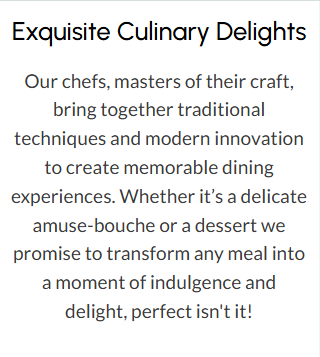 Exquisite Culinary Delights
Our chefs, masters of their craft,
bring together traditional
techniques and modern innovation
to create memorable dining
experiences. Whether it’s a delicate
amuse-bouche or a dessert we
promise to transform any meal into
a moment of indulgence and
delight, perfect isn't it!